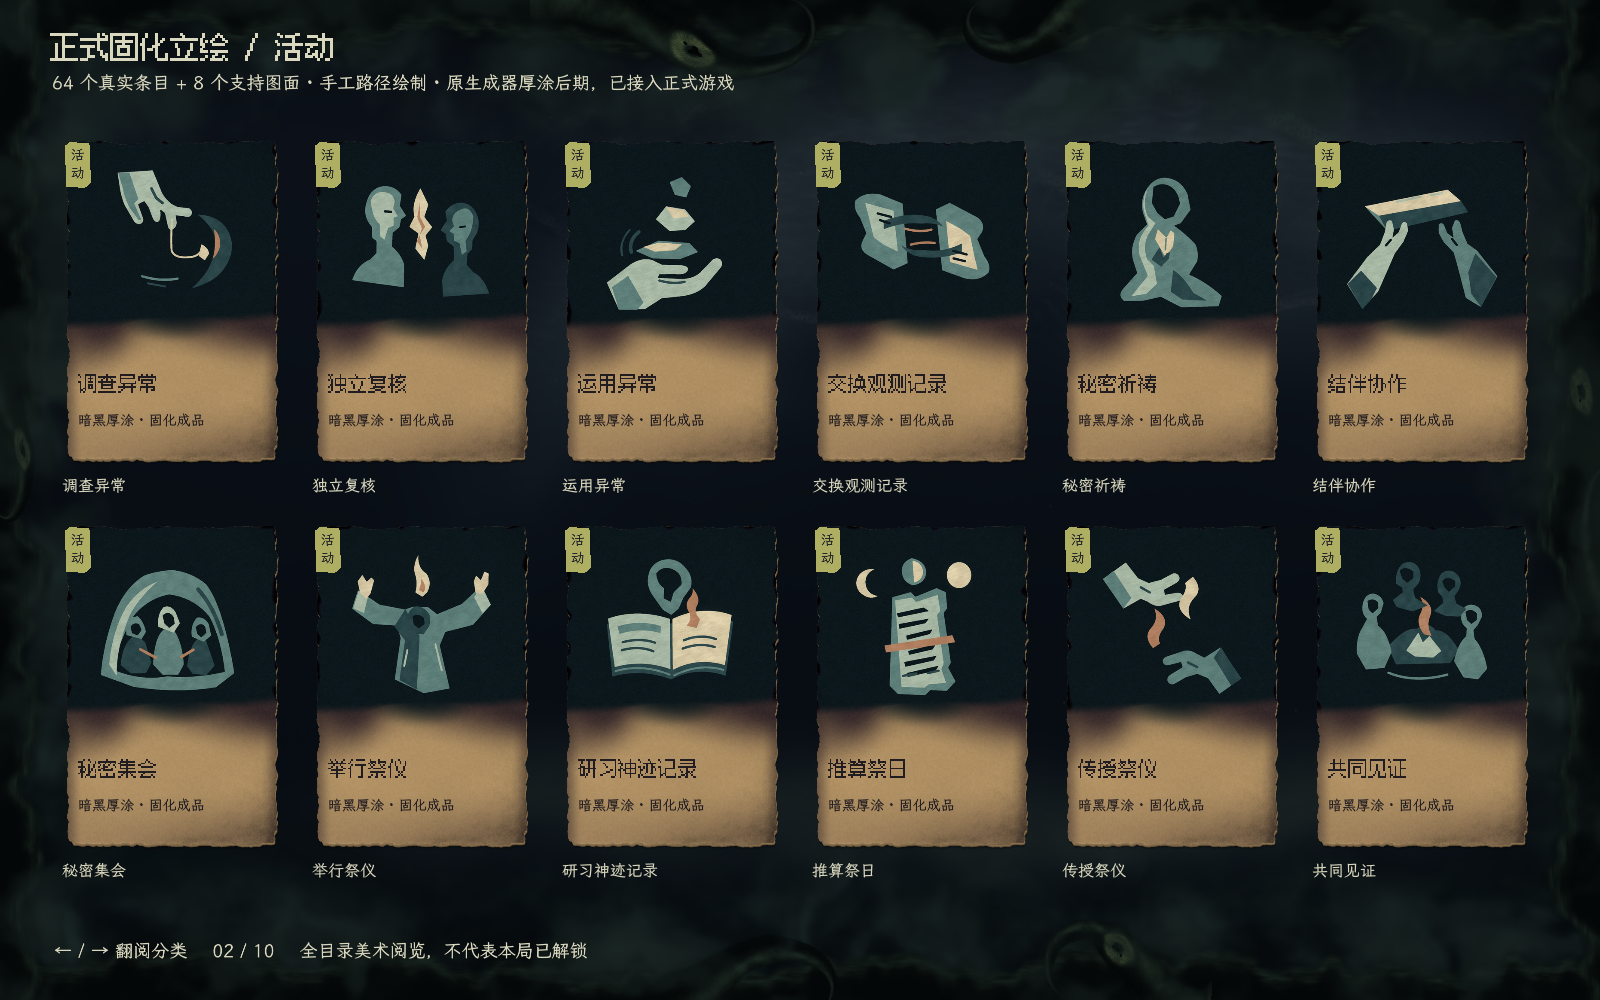 正式固化立绘 / 活动
64 个真实条目 + 8 个支持图面・手工路径绘制・原生成器厚涂后期，已接入正式游戏
活动
调查异常
暗黑厚涂・固化成品
调查异常
活动
独立复核
暗黑厚涂・固化成品
独立复核
活动
运用异常
暗黑厚涂・固化成品
运用异常
活动
交换观测记录
暗黑厚涂・固化成品
交换观测记录
活动
秘密祈祷
暗黑厚涂・固化成品
秘密祈祷
活动
结伴协作
暗黑厚涂・固化成品
结伴协作
活动
秘密集会
暗黑厚涂・固化成品
秘密集会
活动
举行祭仪
暗黑厚涂・固化成品
举行祭仪
活动
研习神迹记录
暗黑厚涂・固化成品
研习神迹记录
活动
推算祭日
暗黑厚涂・固化成品
推算祭日
活动
传授祭仪
暗黑厚涂・固化成品
传授祭仪
活动
共同见证
暗黑厚涂・固化成品
共同见证
← / → 翻阅分类 02 / 10 全目录美术阅览，不代表本局已解锁